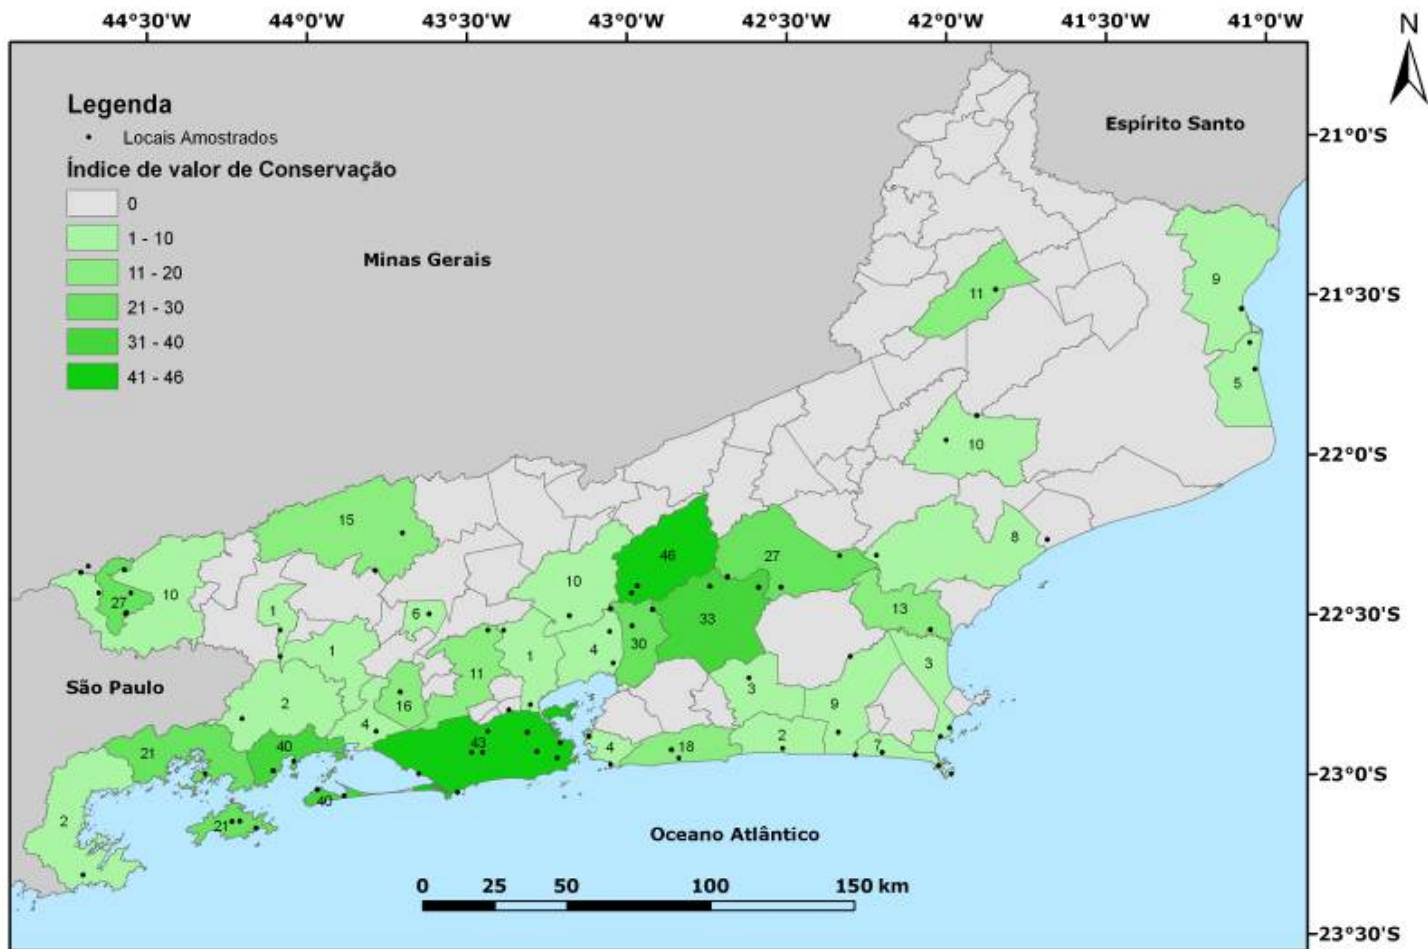 44°30'W 44°0'W 43°30'W 43°0'W 42°30'W 42°0'W 41°30'W 41°0'W
N
Legenda
Locais Amostrados
Índice de valor de Conservação
0
1 - 10
11 - 20
21 - 30
31 - 40
41 - 46
Espírito Santo
Minas Gerais
São Paulo
Oceano Atlântico
21°0'S
21°30'S
22°0'S
22°30'S
23°0'S
23°30'S
9
11
5
10
15
8
46
27
10
10
27
1
6
13
33
30
4
1
1
11
3
3
16
2
9
4
43
40
21
4
18
2
7
40
2
21
0 25 50 100 150 km